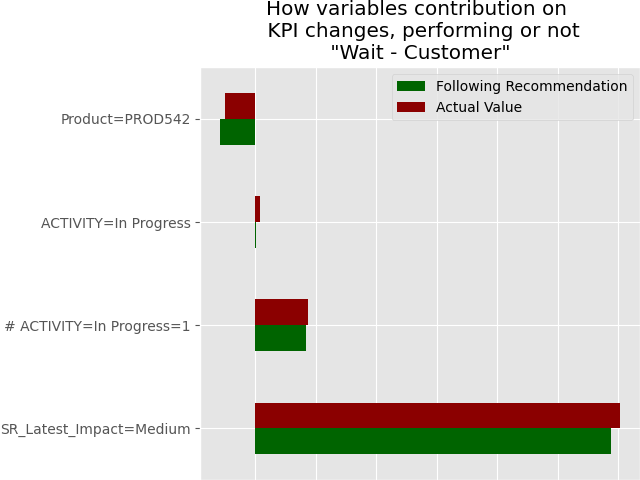 How variables contribution on
KPI changes, performing or not
"Wait - Customer"
Following Recommendation
Actual Value
Product=PROD542
ACTIVITY=In Progress
# ACTIVITY=In Progress=1
SR_Latest_Impact=Medium